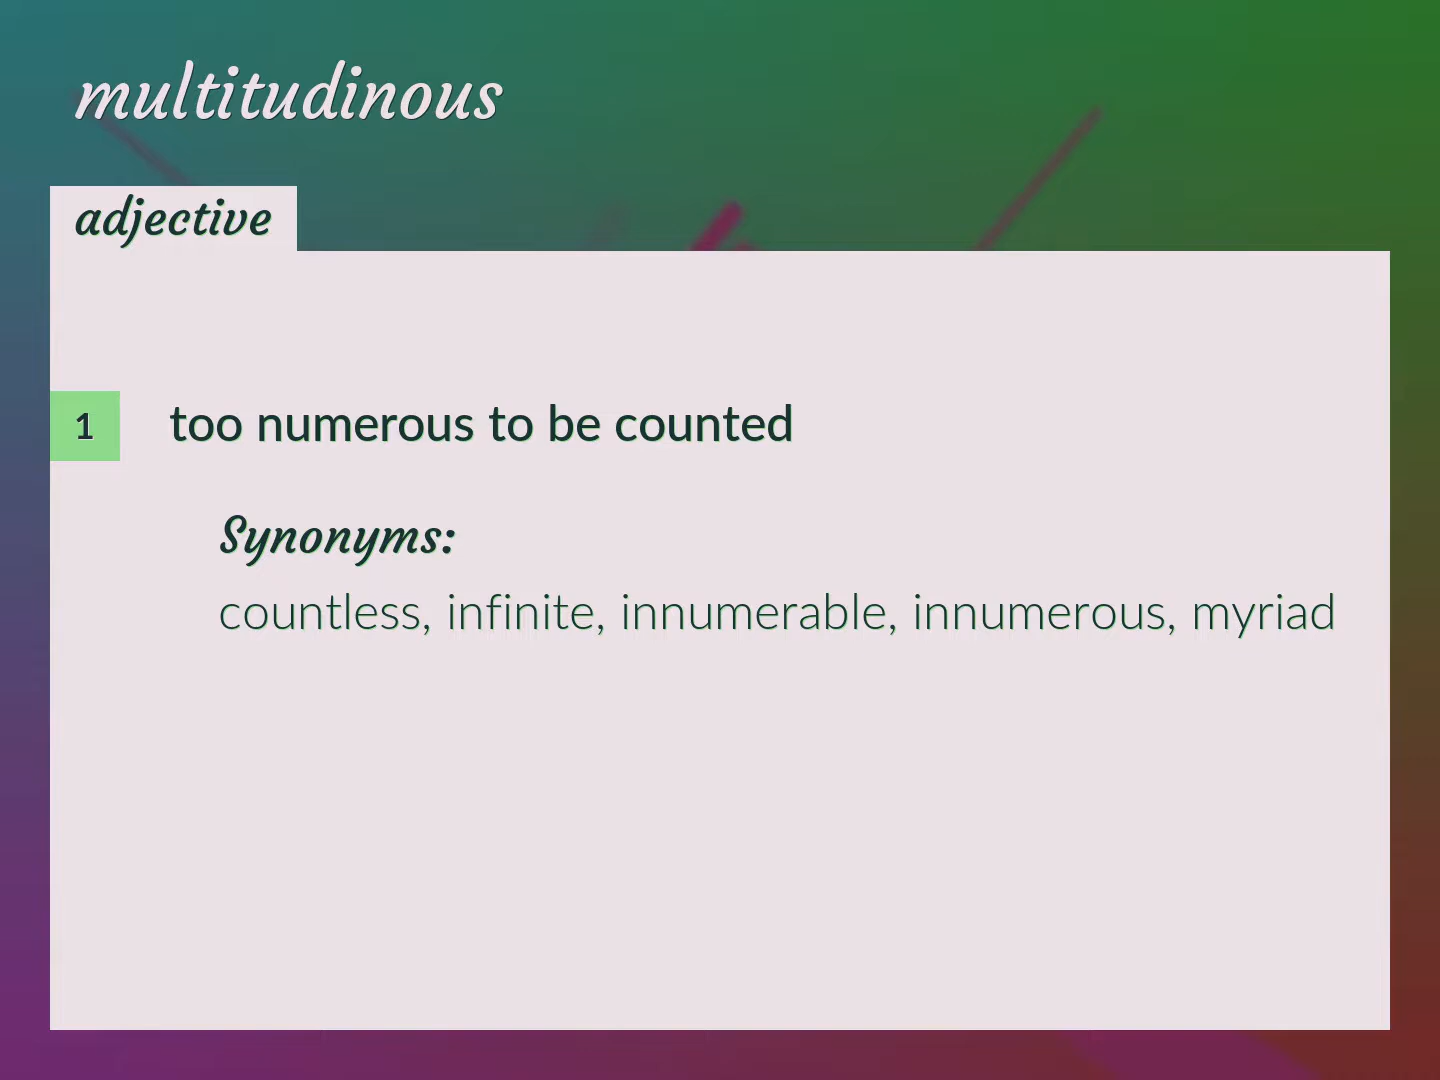 multitudinous
adjective
1 too numerous to be counted
Synonyms:
countless, infinite, innumerable, innumerous, myriad